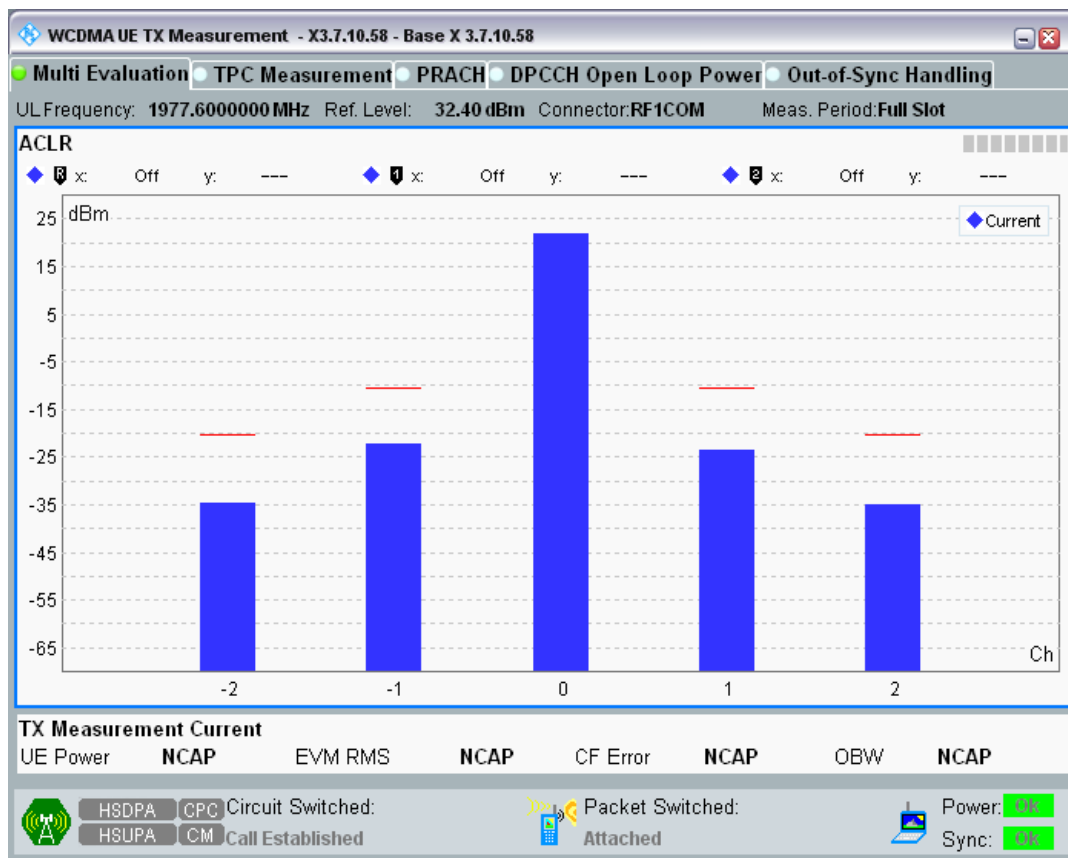 WCDMA UE TX Measurement - X3.7.10.58 - Base X 3.7.10.58
Multi Evaluation TPC Measurement PRACH DPCCH Open Loop Power Out-of-Sync Handling
UL Frequency: 1977.6000000 MHz Ref. Level: 32.40 dBm Connector:RF1COM Meas. Period:Full Slot
ACLR
R x: Off y: --- 1 x: Off y: --- 2 x: Off y: ---
dBm
Current
25
15
5
-5
-15
-25
-35
-45
-55
-65
Ch
-2 -1 0 1 2
TX Measurement Current
UE Power NCAP EVM RMS NCAP CF Error NCAP OBW NCAP
HSDPA CPC Circuit Switched: Packet Switched: Power: OK
HSUPA CM Call Established Attached Sync: OK